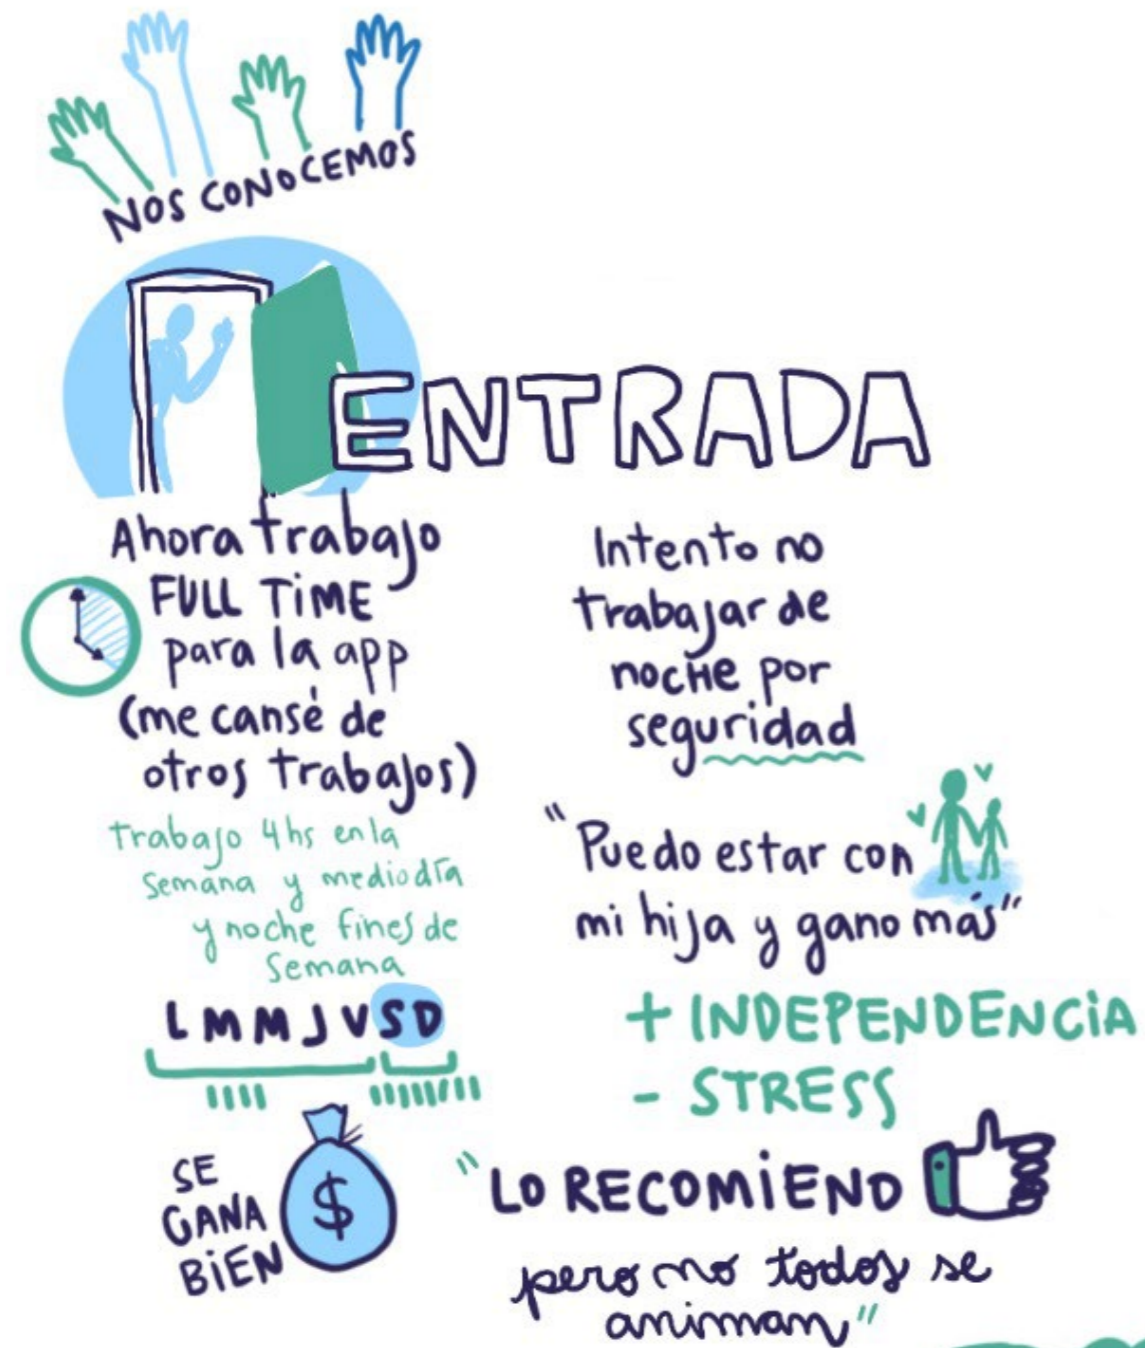 NOS CONOCEMOS
ENTRADA
Ahora trabajo
FULL TiME
para la app
(me cansé de
otros trabajos)
trabajo 4hs en la
semana y mediodía
y noche fines de
semana
L M M J V S D
SE
GANA
BiEN
$
Intento no
trabajar de
nocHe por
seguridad
"Puedo estar con
mi hija y gano más"
+ INDEPENDENCiA
- STRESS
"LO RECOMiEND
pero no todos se
animan"